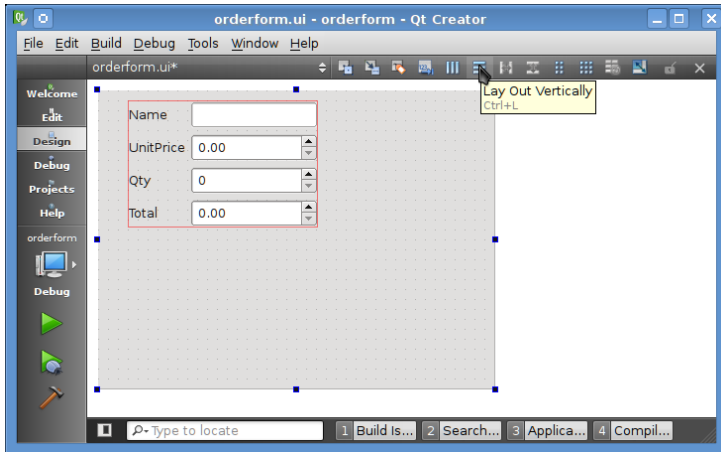 orderform.ui - orderform - Qt Creator
File Edit Build Debug Tools Window Help
orderform.ui*
Lay Out Vertically
Ctrl+L
Welcome
Edit
Design
Debug
Projects
Help
orderform
Debug
Name
UnitPrice 0.00
Qty 0
Total 0.00
Type to locate
1 Build Is... 2 Search... 3 Applica... 4 Compil...